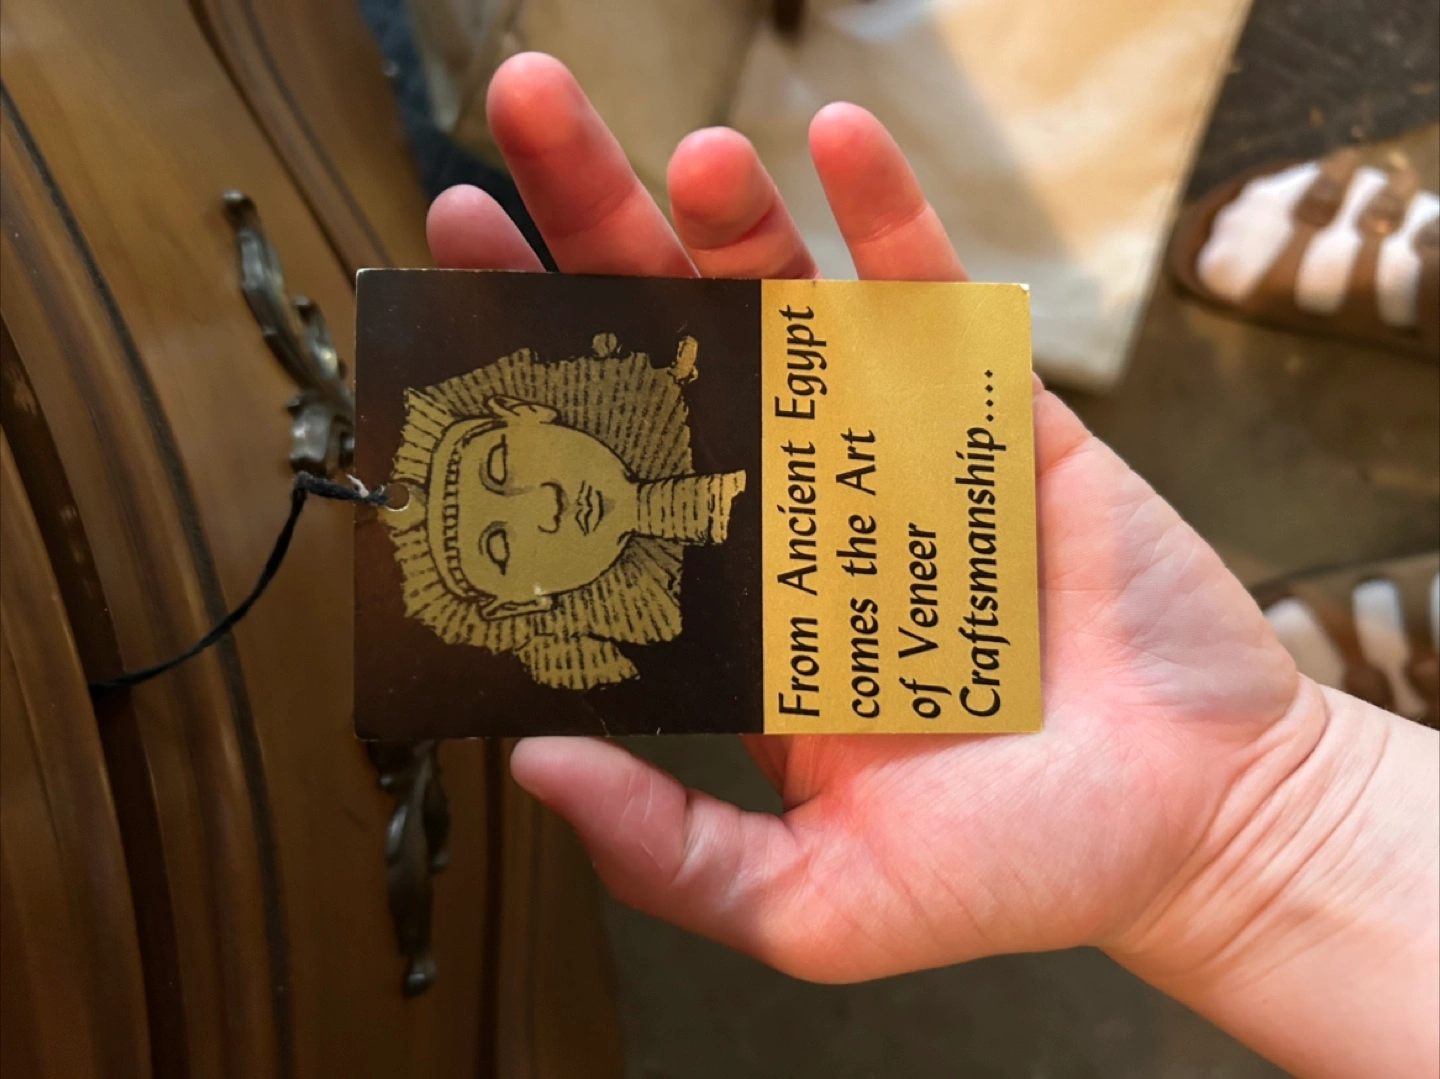 From Ancient Egypt
comes the Art
of Veneer
Craftsmanship....